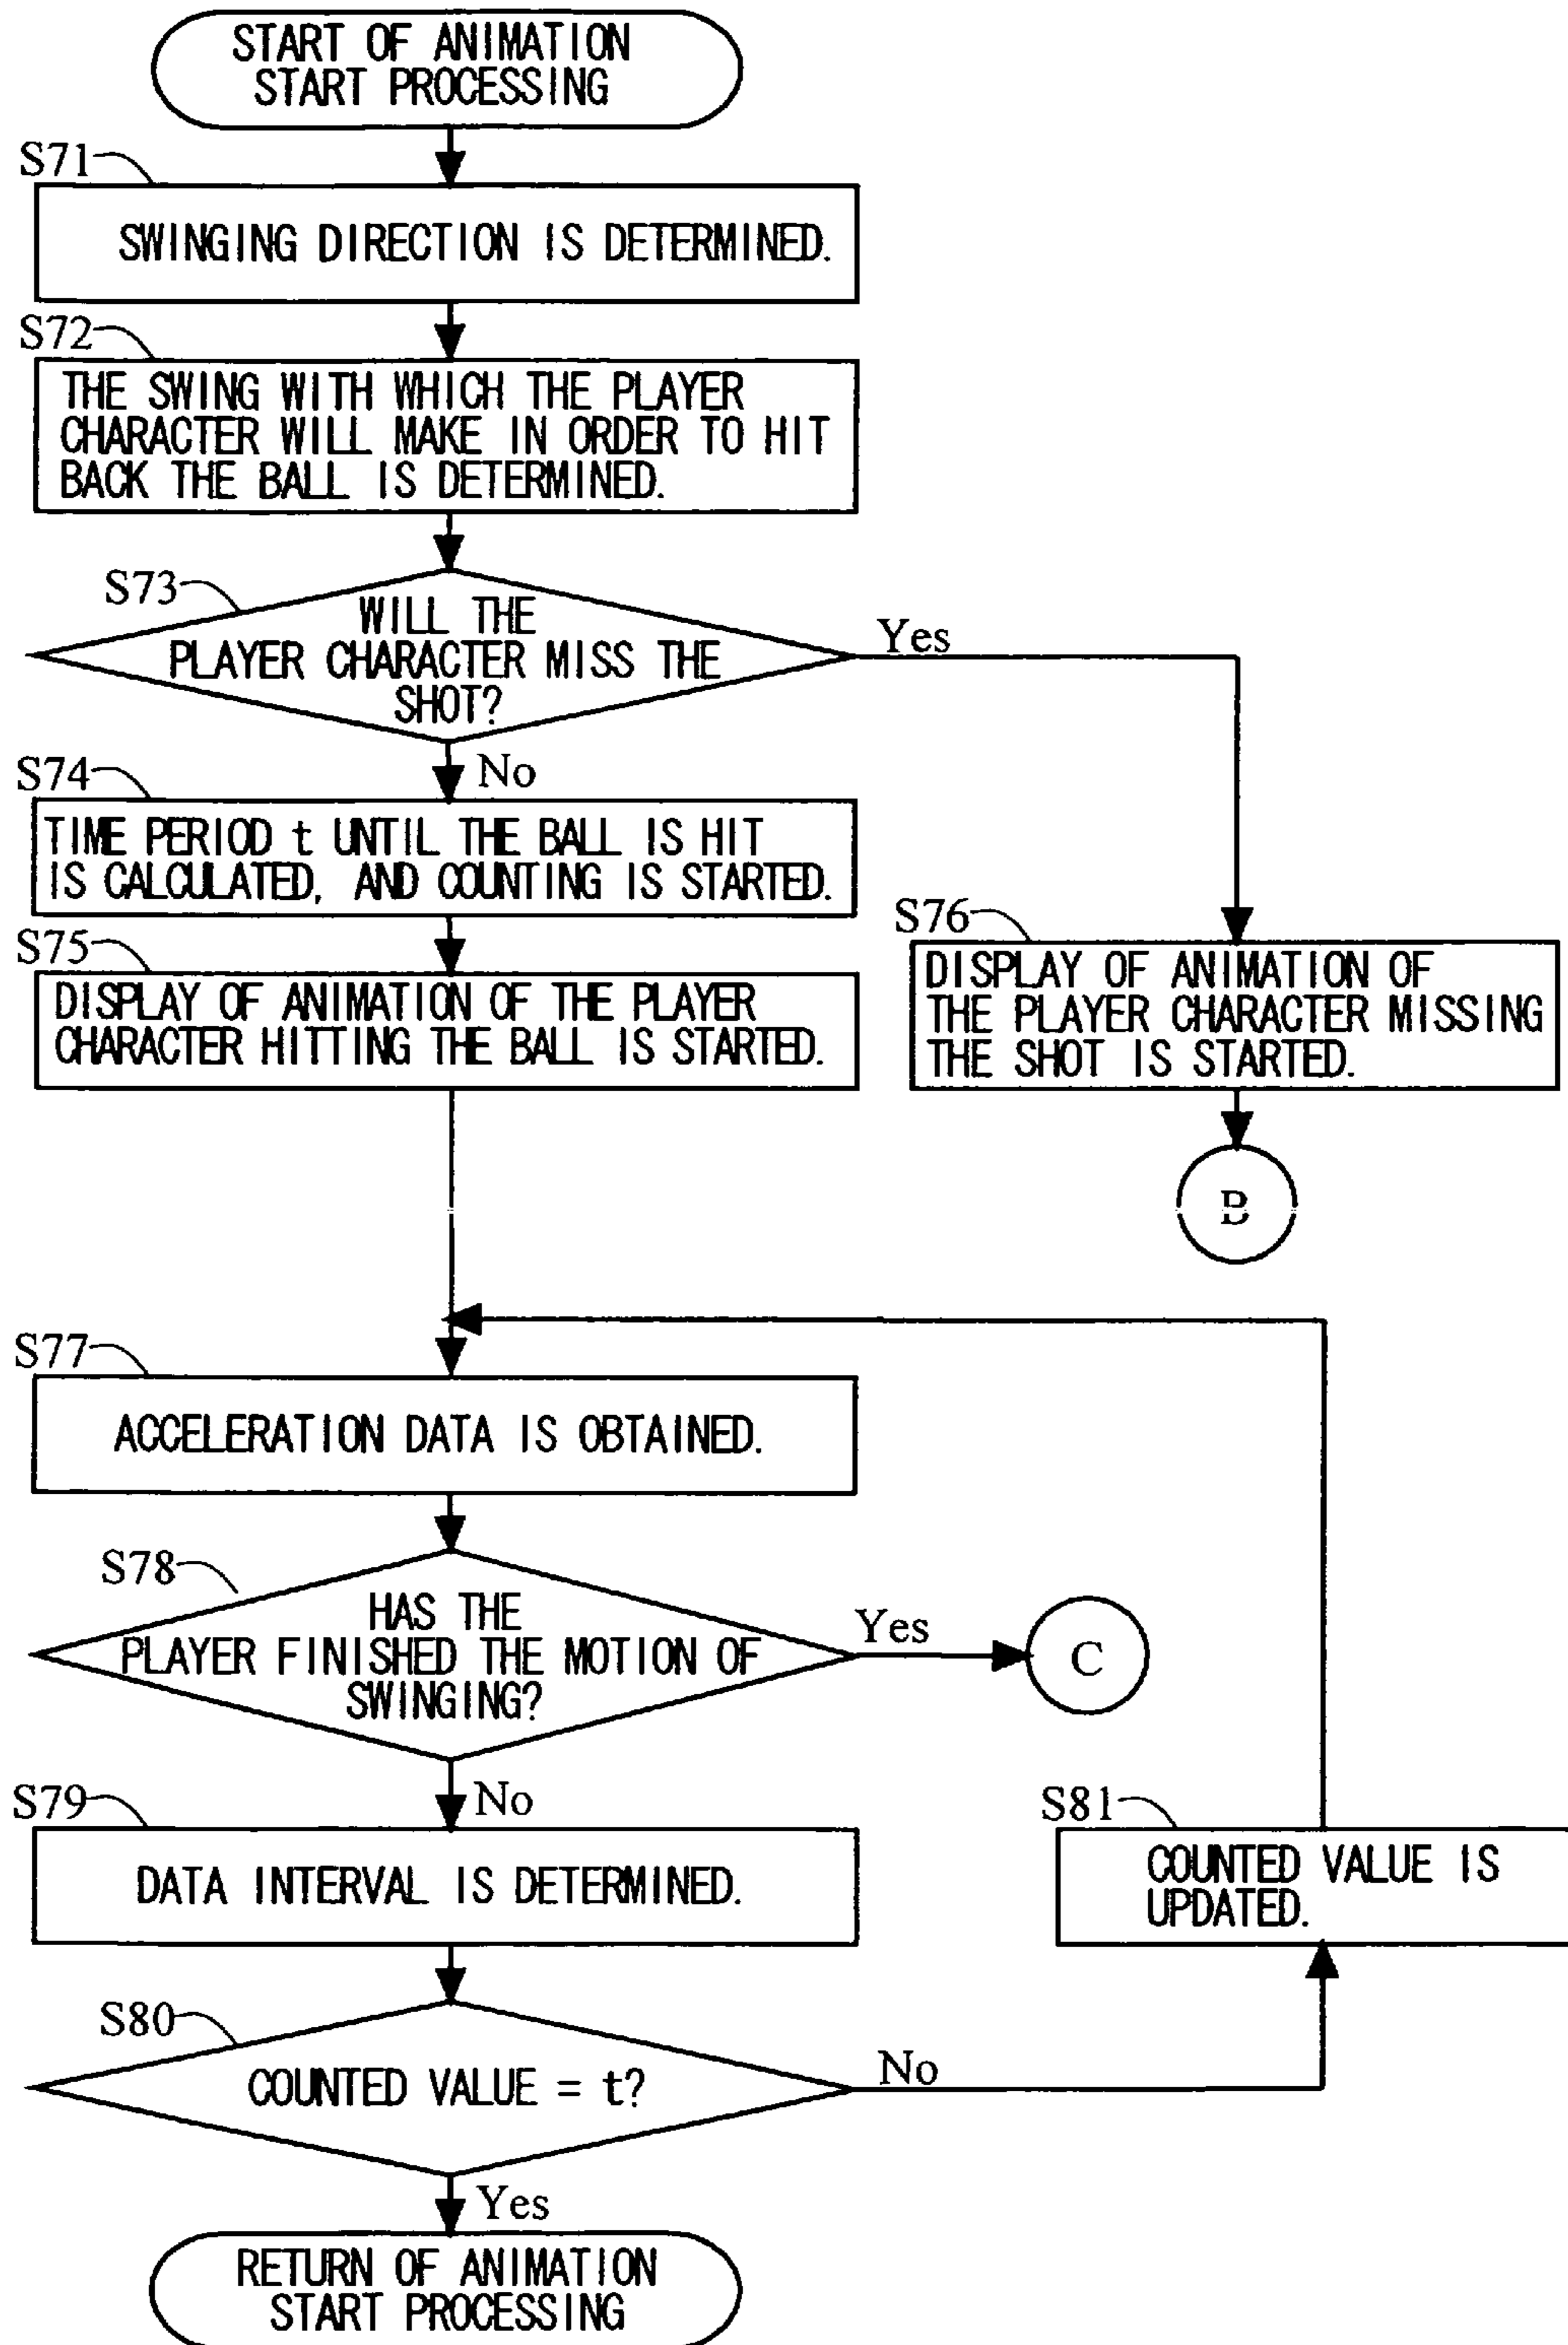 START OF ANIMATION
START PROCESSING
S71
SWINGING DIRECTION IS DETERMINED.
S72
THE SWING WITH WHICH THE PLAYER
CHARACTER WILL MAKE IN ORDER TO HIT
BACK THE BALL IS DETERMINED.
S73
WILL THE
PLAYER CHARACTER MISS THE
SHOT?
Yes
No
S74
TIME PERIOD t UNTIL THE BALL IS HIT
IS CALCULATED, AND COUNTING IS STARTED.
S75
DISPLAY OF ANIMATION OF THE PLAYER
CHARACTER HITTING THE BALL IS STARTED.
S76
DISPLAY OF ANIMATION OF
THE PLAYER CHARACTER MISSING
THE SHOT IS STARTED.
B
S77
ACCELERATION DATA IS OBTAINED.
S78
HAS THE
PLAYER FINISHED THE MOTION OF
SWINGING?
Yes
C
No
S79
DATA INTERVAL IS DETERMINED.
S81
COUNTED VALUE IS
UPDATED.
S80
COUNTED VALUE = t?
No
Yes
RETURN OF ANIMATION
START PROCESSING